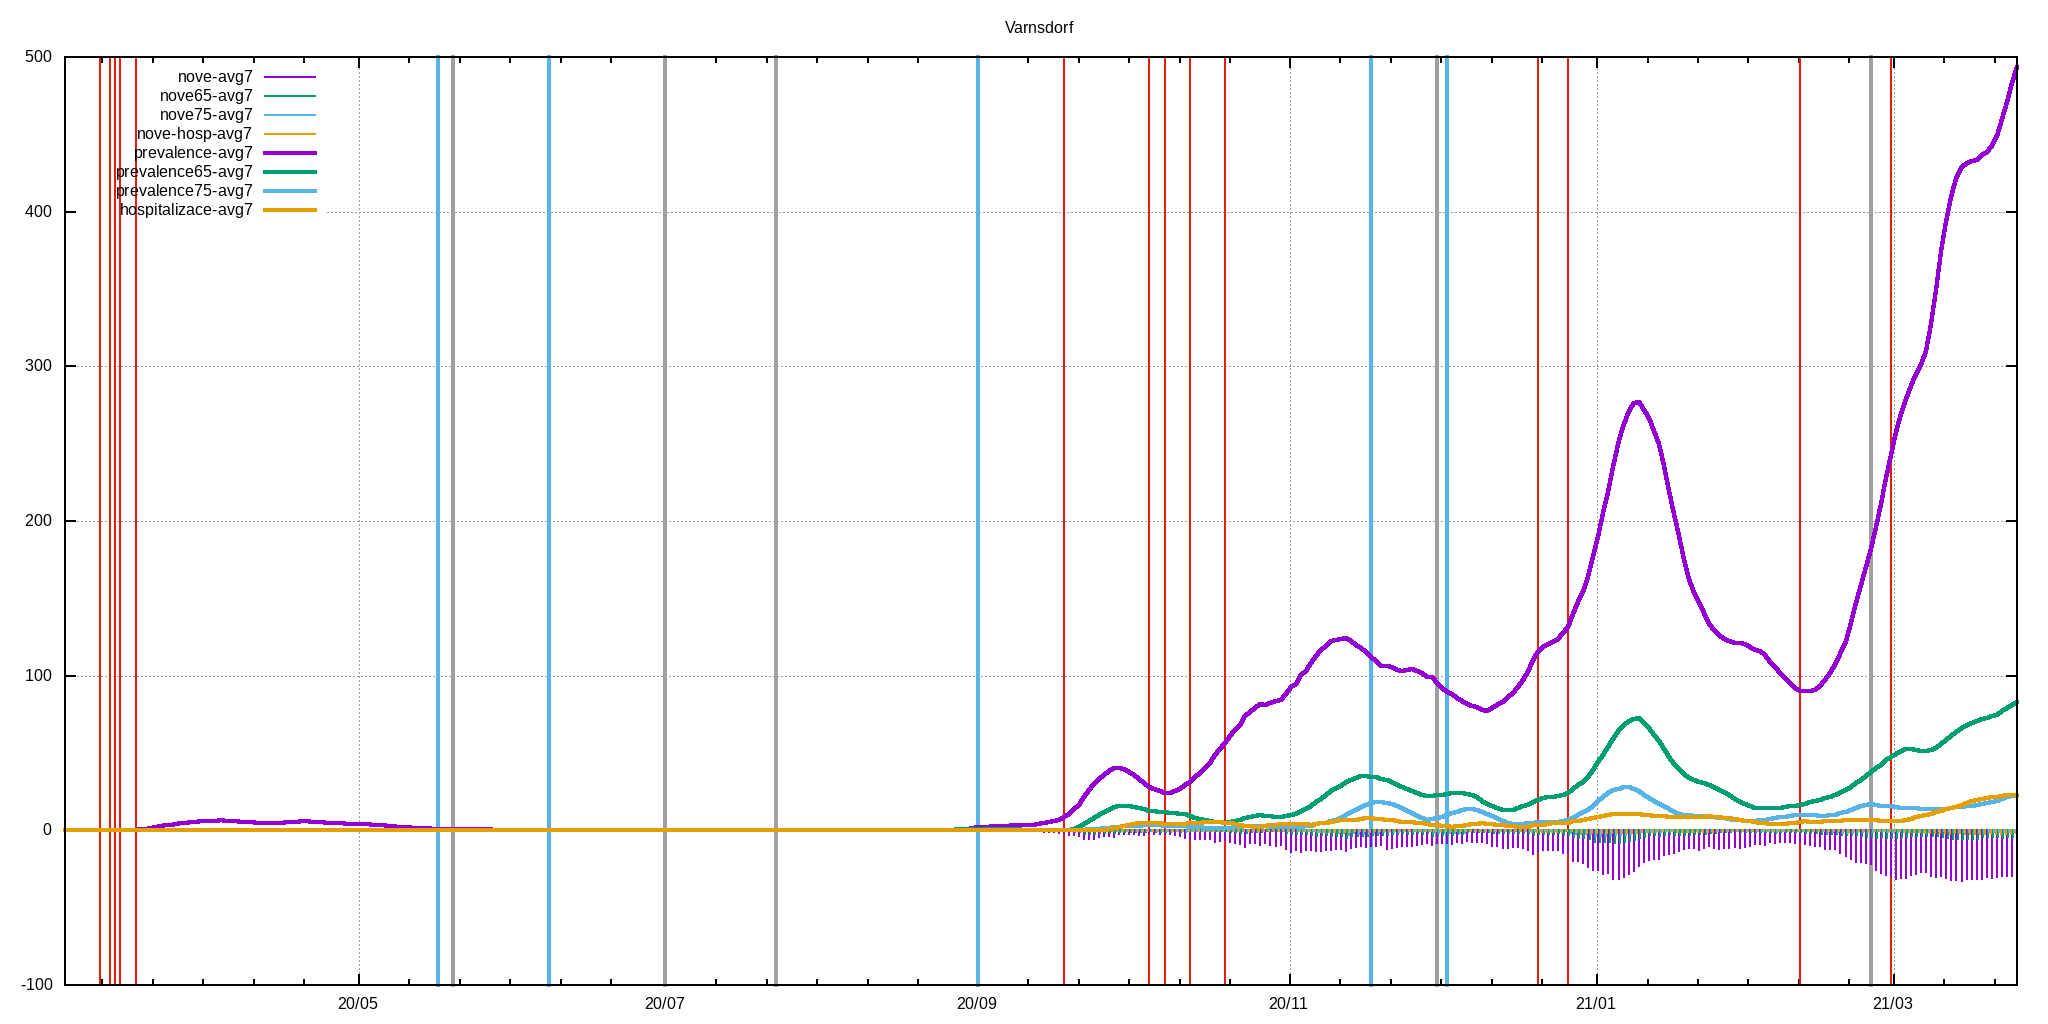 Varnsdorf
500
400
300
200
100
0
-100
nove-avg7
nove65-avg7
nove75-avg7
nove-hosp-avg7
prevalence-avg7
prevalence65-avg7
prevalence75-avg7
hospitalizace-avg7
20/05
20/07
20/09
20/11
21/01
21/03